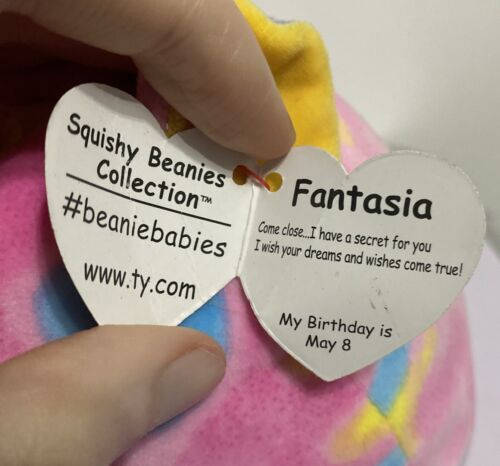 Squishy Beanies
Collection™
#beaniebabies
www.ty.com
Fantasia
Come close...I have a secret for you
I wish your dreams and wishes come true!
My Birthday is
May 8